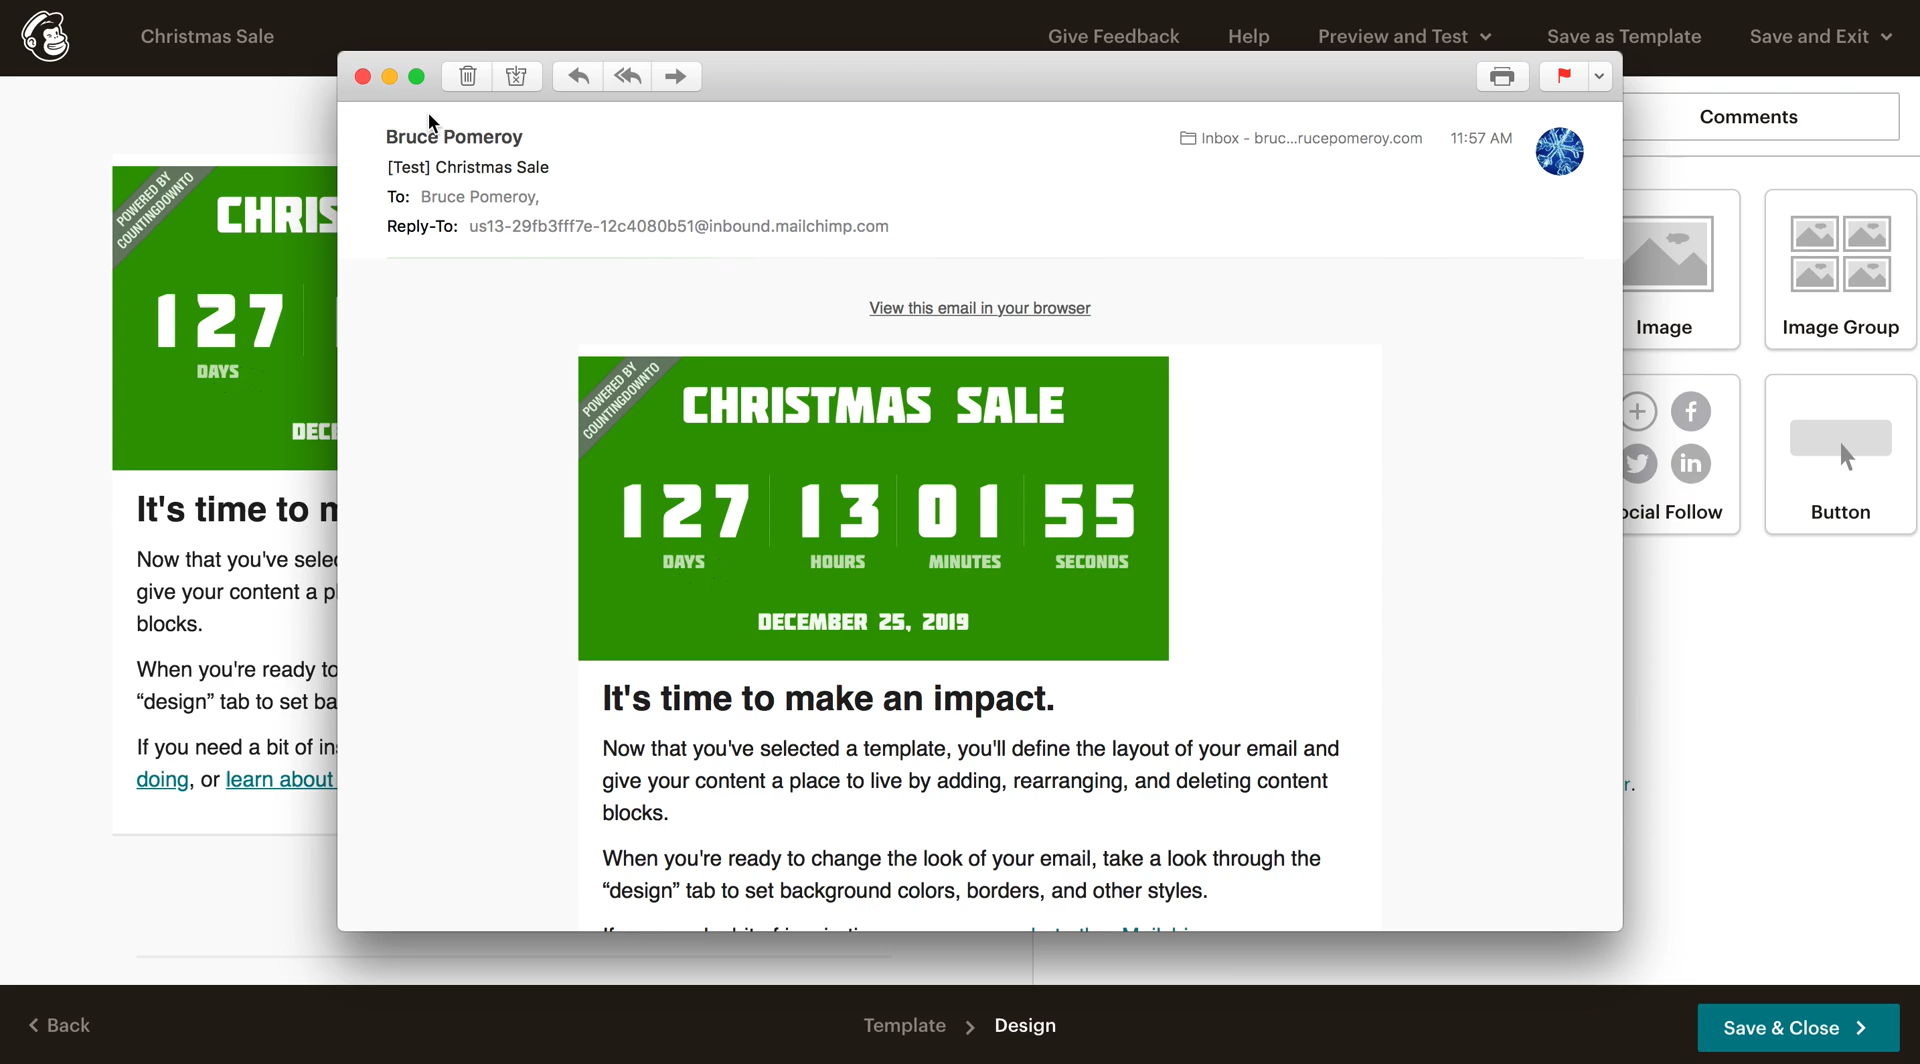 Christmas Sale
Give Feedback
Help
Preview and Test
Save as Template
Save and Exit
Comments
Bruce Pomeroy
Inbox - bruc...rucepomeroy.com
11:57 AM
[Test] Christmas Sale
To: Bruce Pomeroy,
Reply-To: us13-29fb3fff7e-12c4080b51@inbound.mailchimp.com
View this email in your browser
POWERED BY
COUNTINGDOWNTO
CHRISTMAS SALE
127 13 01 55
DAYS HOURS MINUTES SECONDS
DECEMBER 25, 2019
It's time to make an impact.
Now that you've selected a template, you'll define the layout of your email and
give your content a place to live by adding, rearranging, and deleting content
blocks.
When you're ready to change the look of your email, take a look through the
“design” tab to set background colors, borders, and other styles.
POWERED BY
COUNTINGDOWNTO
CHRIS
127
DAYS
DECE
It's time to m
Now that you've selec
give your content a pl
blocks.
When you're ready to
“design” tab to set ba
If you need a bit of in
doing, or learn about
Image
Image Group
ocial Follow
Button
r.
Back
Template
Design
Save & Close